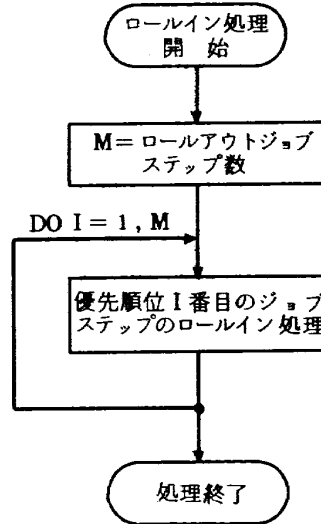 ロールイン処理
開　始
M＝ロールアウトジョブ
ステップ数
DO I = 1 , M
優先順位I番目のジョブ
ステップのロールイン処理
処理終了